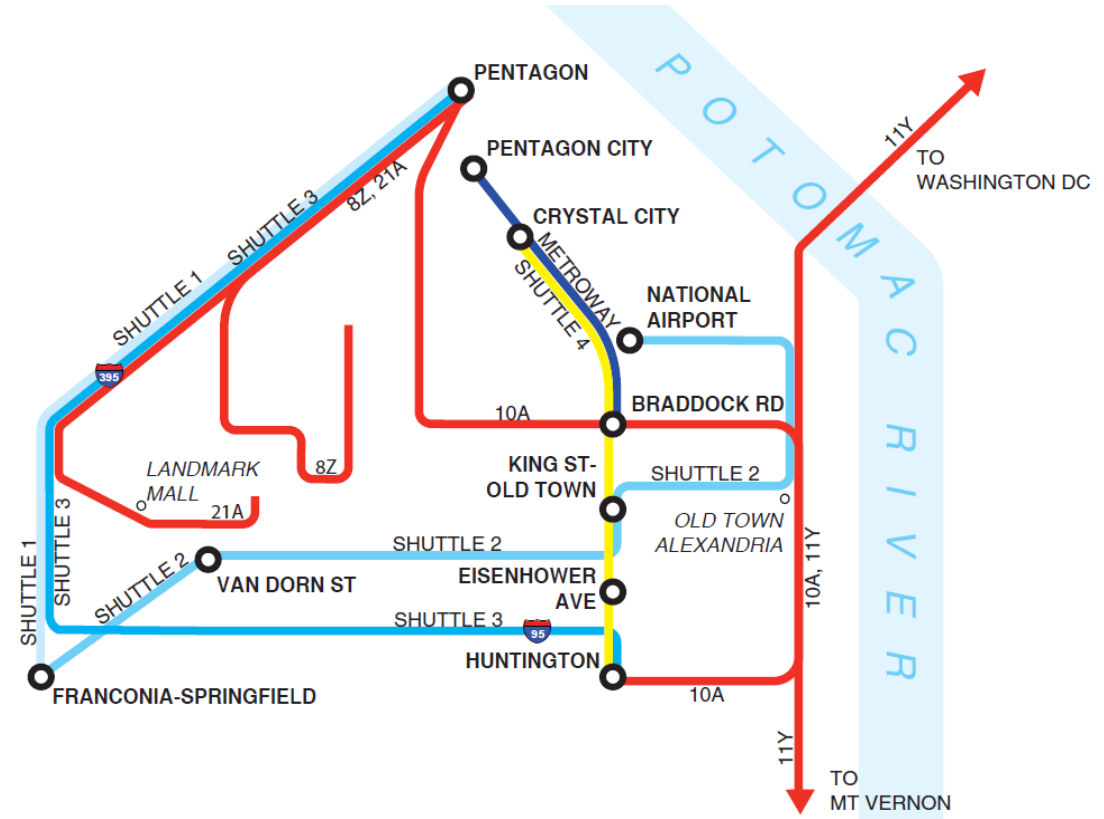 PENTAGON
POTOMAC RIVER
11Y
TO
WASHINGTON DC
PENTAGON CITY
8Z, 21A
SHUTTLE 3
CRYSTAL CITY
METROWAY
SHUTTLE 4
SHUTTLE 1
NATIONAL
AIRPORT
395
BRADDOCK RD
10A
KING ST-
OLD TOWN
SHUTTLE 2
LANDMARK
MALL
8Z
21A
OLD TOWN
ALEXANDRIA
10A, 11Y
SHUTTLE 1
SHUTTLE 3
SHUTTLE 2
VAN DORN ST
SHUTTLE 2
EISENHOWER
AVE
SHUTTLE 3
95
HUNTINGTON
10A
FRANCONIA-SPRINGFIELD
11Y
TO
MT VERNON